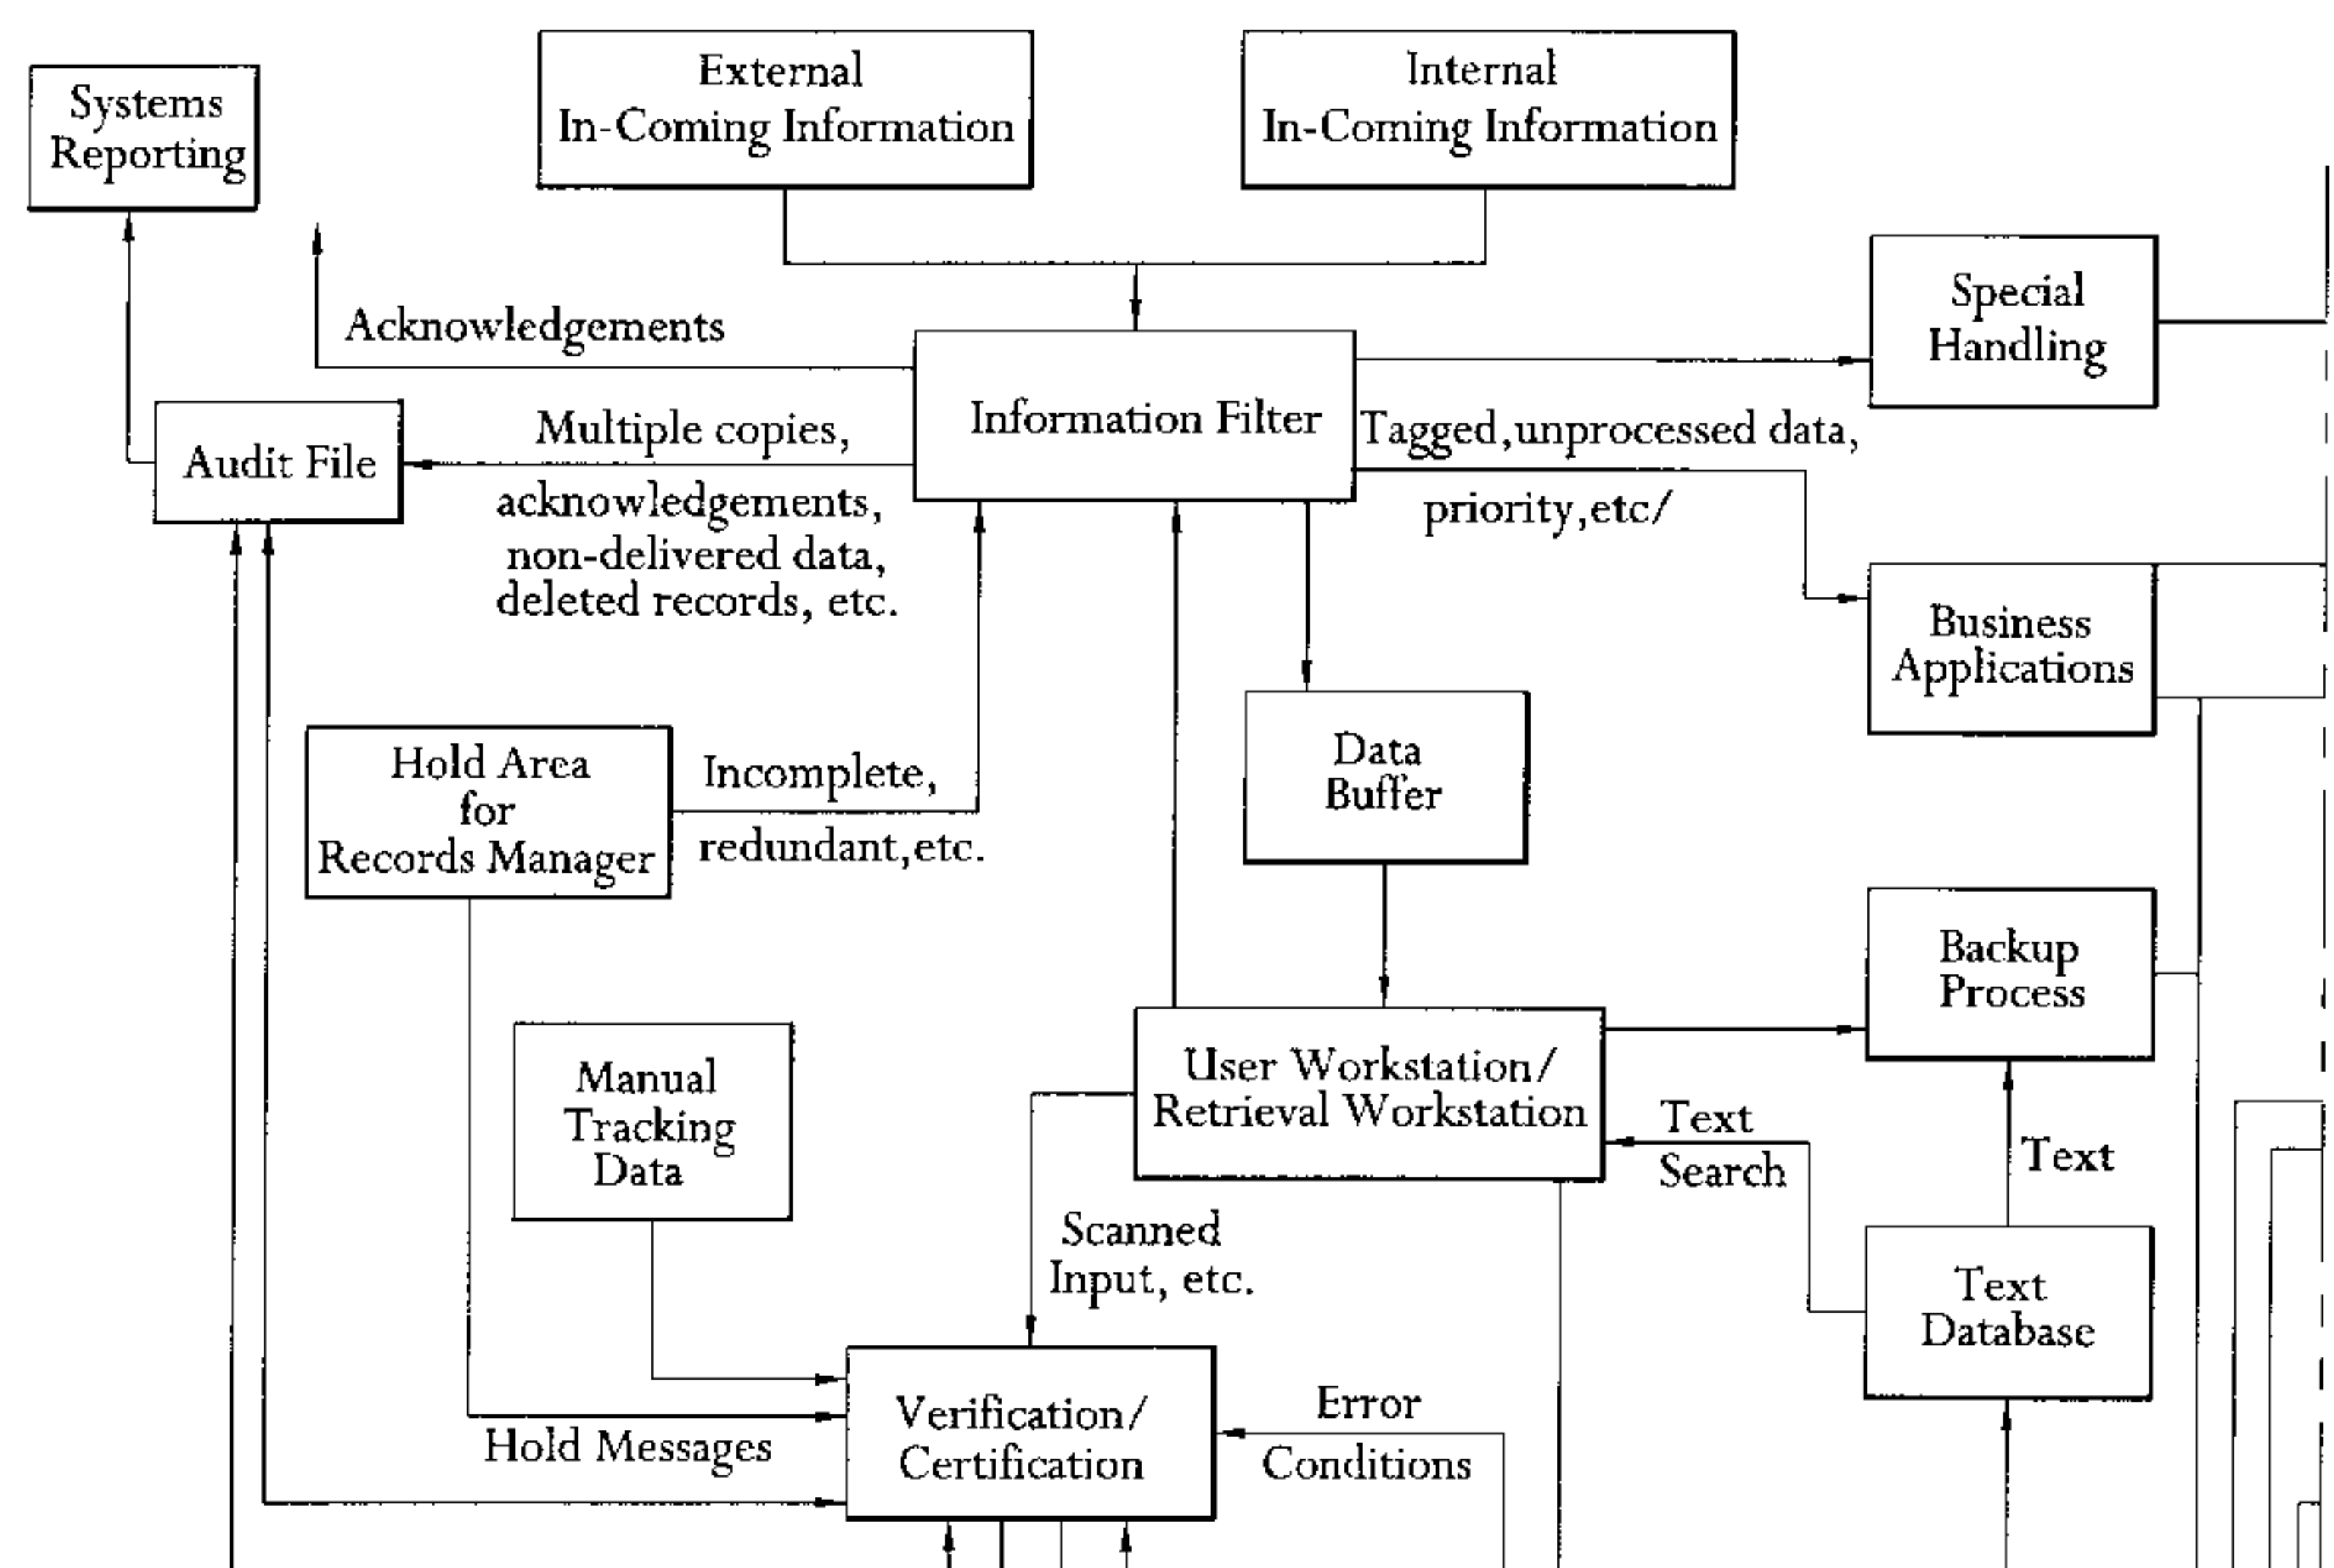 Systems
Reporting
External
In-Coming Information
Internal
In-Coming Information
Special
Handling
Acknowledgements
Information Filter
Audit File
Multiple copies,
acknowledgements,
non-delivered data,
deleted records, etc.
Tagged,unprocessed data,
priority,etc/
Business
Applications
Hold Area
for
Records Manager
Incomplete,
redundant,etc.
Data
Buffer
Backup
Process
Manual
Tracking
Data
User Workstation/
Retrieval Workstation
Text
Search
Text
Scanned
Input, etc.
Text
Database
Verification/
Certification
Hold Messages
Error
Conditions